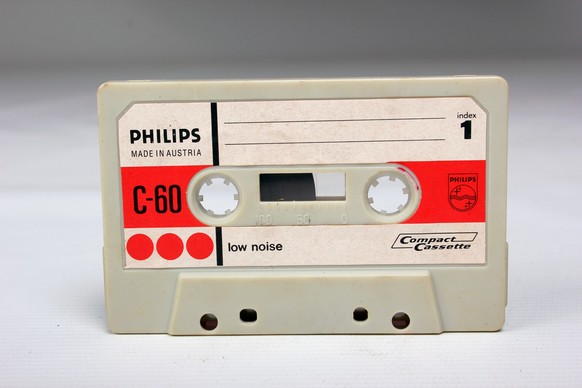 PHILIPS
MADE IN AUSTRIA
index
1
C-60
PHILIPS
100 50 0
low noise
Compact
Cassette